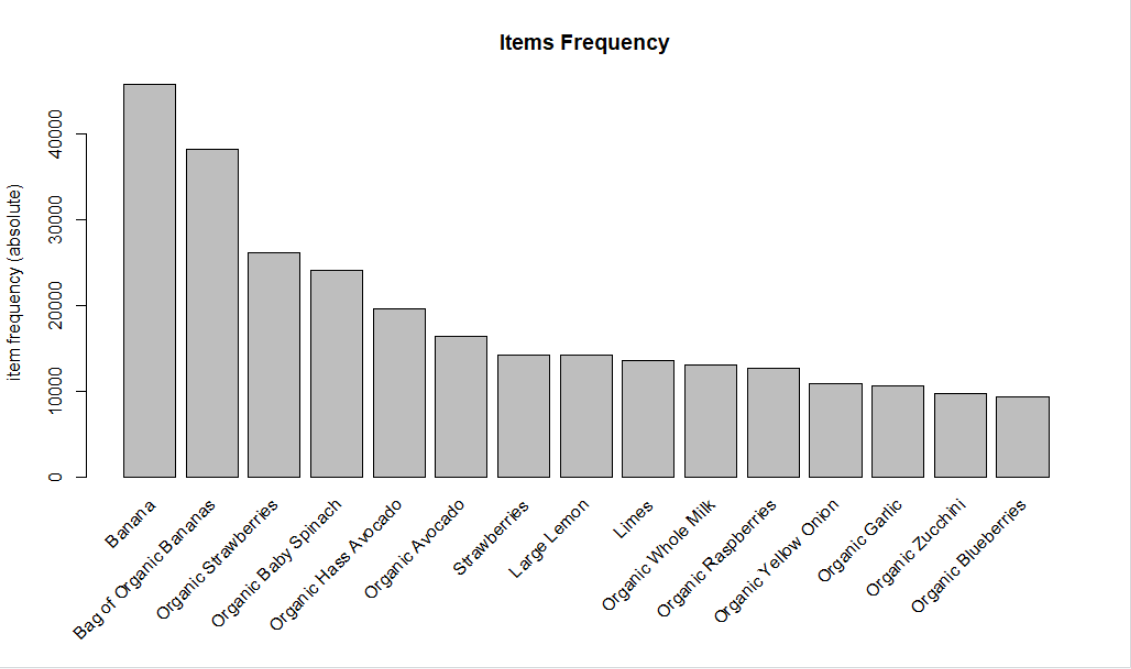 Items Frequency
item frequency (absolute)
40000
30000
20000
10000
0
Banana
Bag of Organic Bananas
Organic Strawberries
Organic Baby Spinach
Organic Hass Avocado
Organic Avocado
Strawberries
Large Lemon
Limes
Organic Whole Milk
Organic Raspberries
Organic Yellow Onion
Organic Garlic
Organic Zucchini
Organic Blueberries